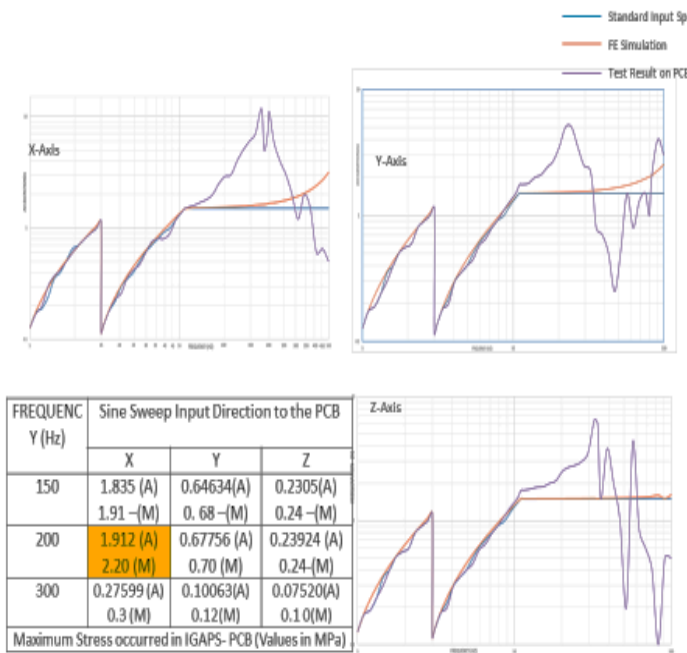 Standard Input Sp
FE Simulation
Test Result on PCB
X-Axis
Y-Axis
FREQUENC Y (Hz)
Sine Sweep Input Direction to the PCB
X Y Z
150 1.835 (A) 0.64634(A) 0.2305(A)
1.91 –(M) 0. 68 –(M) 0.24 –(M)
200 1.912 (A) 0.67756 (A) 0.23924 (A)
2.20 (M) 0.70 (M) 0.24-(M)
300 0.27599(A) 0.10063(A) 0.07520(A)
0.3 (M) 0.12(M) 0.10(M)
Maximum Stress occurred in IGAPS- PCB (Values in MPa)
Z-Axis